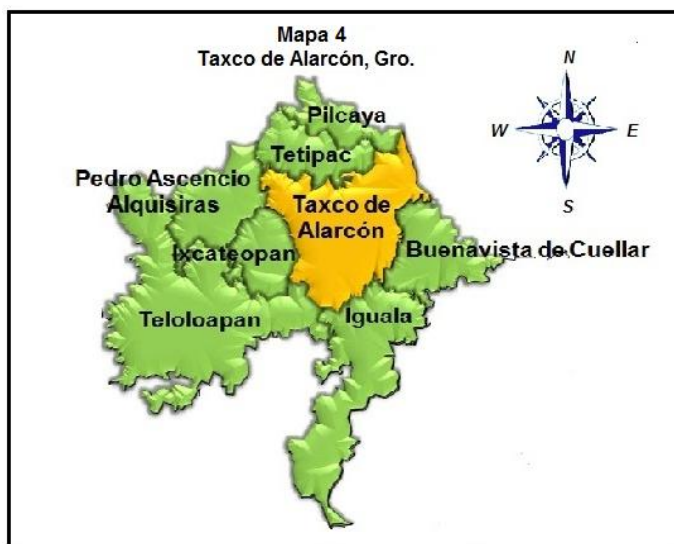 Mapa 4
Taxco de Alarcón, Gro.
N
W
E
S
Pilcaya
Tetipac
Pedro Ascencio
Alquisiras
Taxco de
Alarcón
Ixcateopan
Buenavista de Cuellar
Teloloapan
Iguala